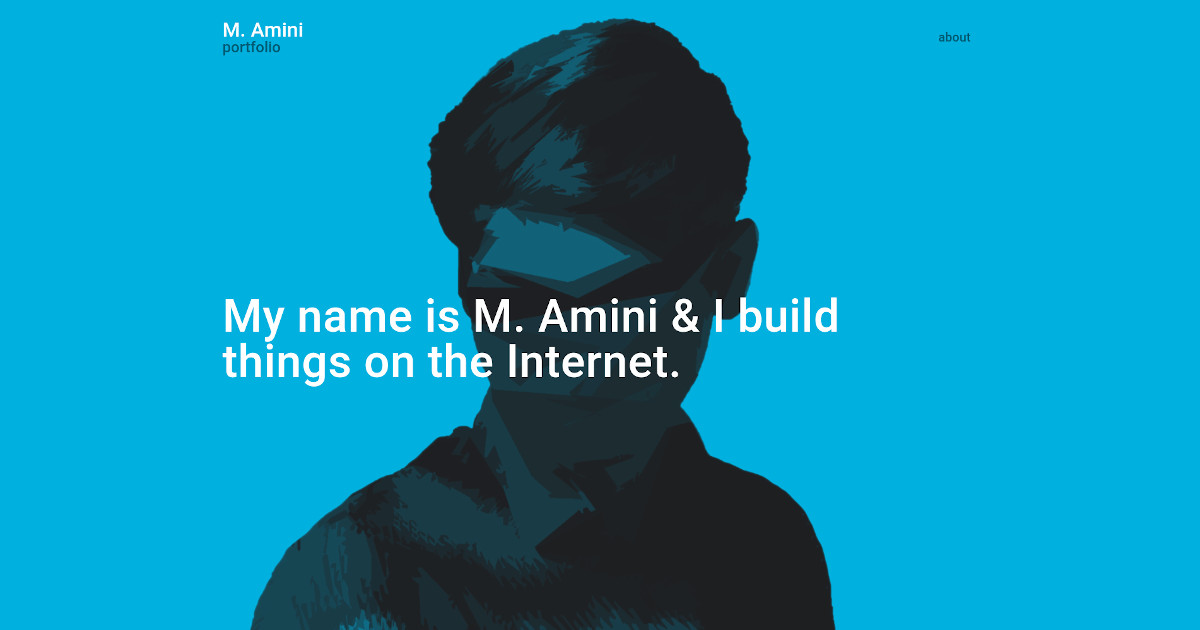 M. Amini
portfolio
about
My name is M. Amini & I build
things on the Internet.